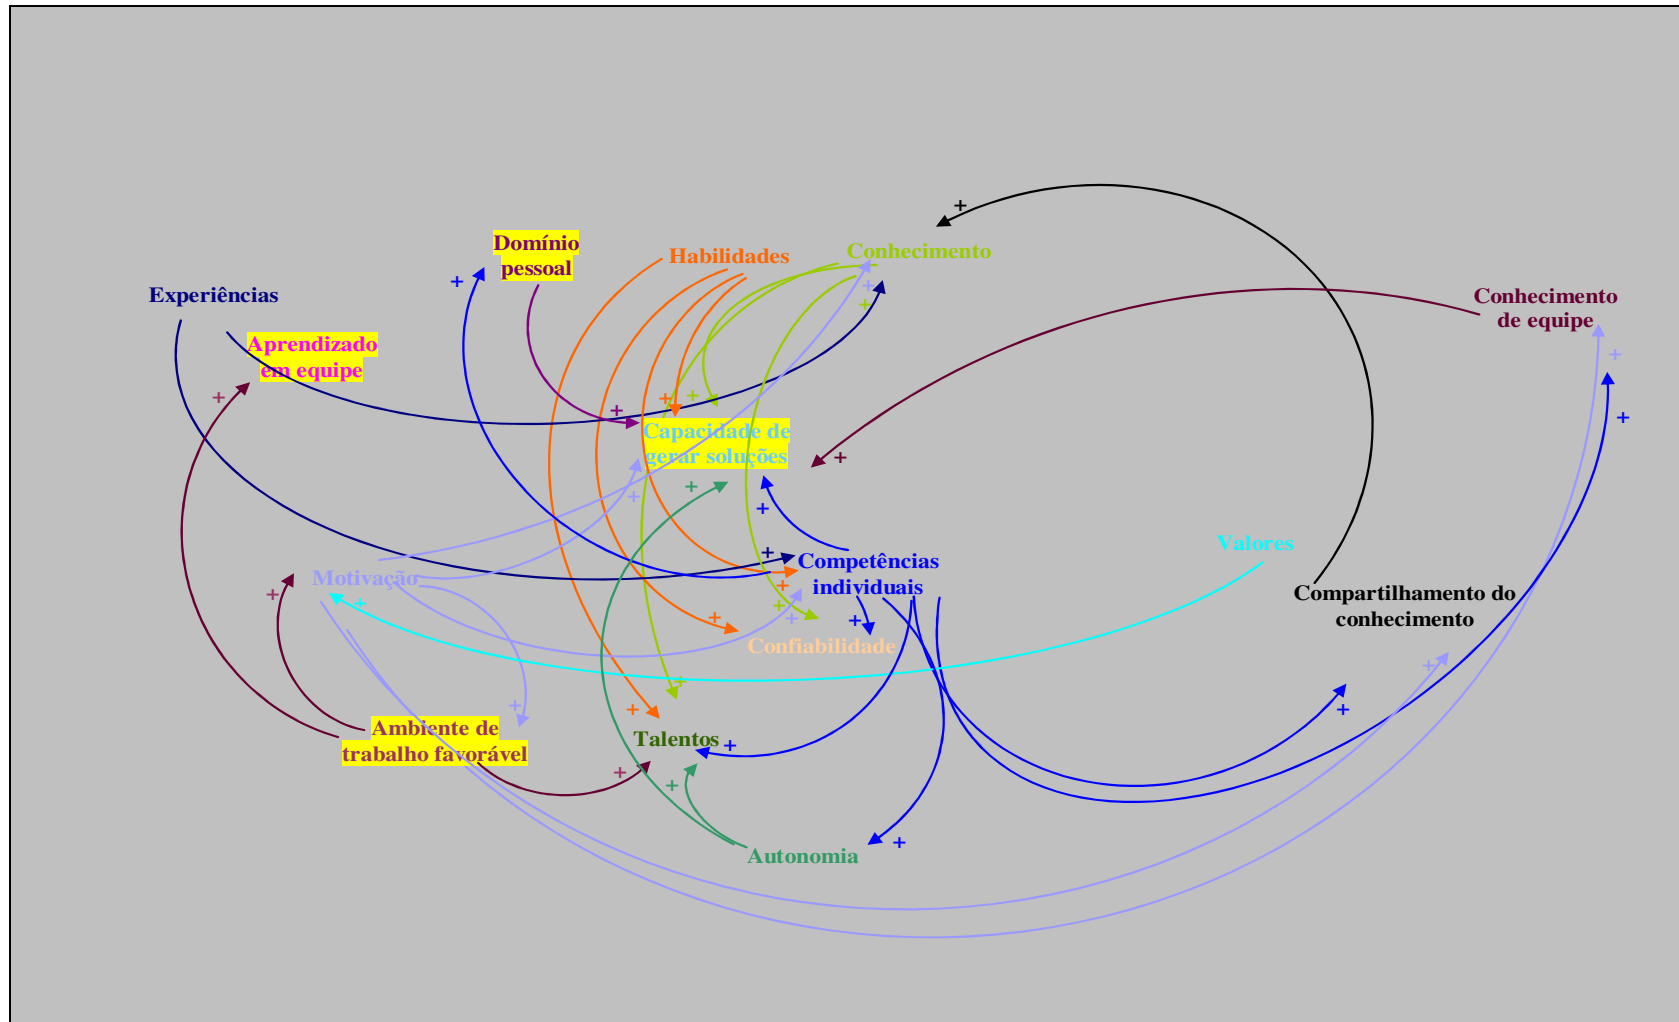 Domínio
pessoal
Habilidades
Conhecimento
Experiências
Conhecimento
de equipe
Aprendizado
em equipe
Capacidade de
gerar soluções
Valores
Competências
individuais
Motivação
Compartilhamento do
conhecimento
Confiabilidade
Ambiente de
trabalho favorável
Talentos
Autonomia